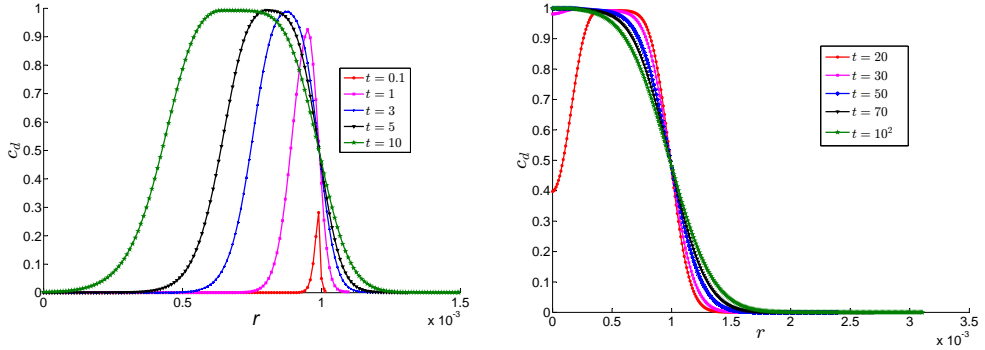 1
0.9
0.8
0.7
0.6
0.5
0.4
0.3
0.2
0.1
0
c_d
0 0.5 1 1.5
x 10⁻³
r
t = 0.1
t = 1
t = 3
t = 5
t = 10
1
0.9
0.8
0.7
0.6
0.5
0.4
0.3
0.2
0.1
0
c_d
0 0.5 1 1.5 2 2.5 3 3.5
x 10⁻³
r
t = 20
t = 30
t = 50
t = 70
t = 10²